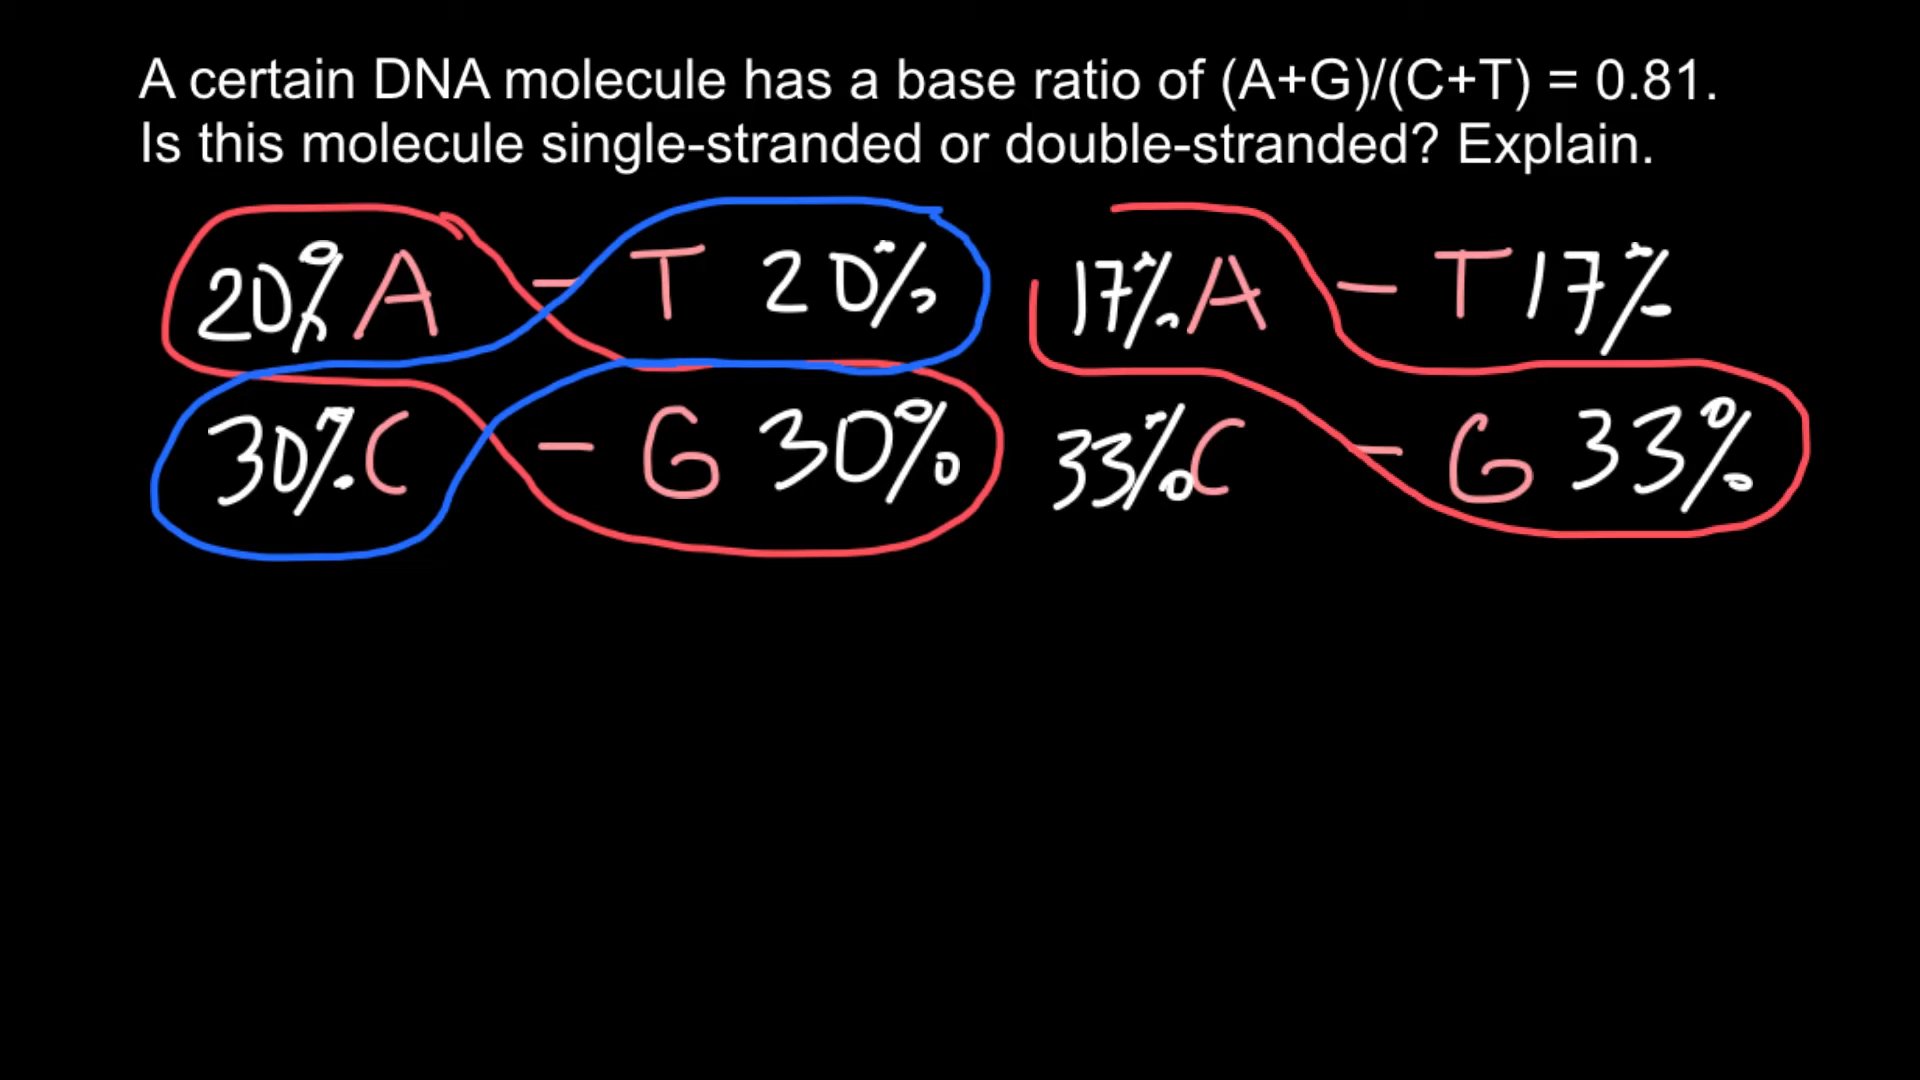 A certain DNA molecule has a base ratio of (A+G)/(C+T) = 0.81.
Is this molecule single-stranded or double-stranded? Explain.
20% A – T 20% 17% A – T 17%
30% C – G 30% 33% C – G 33%